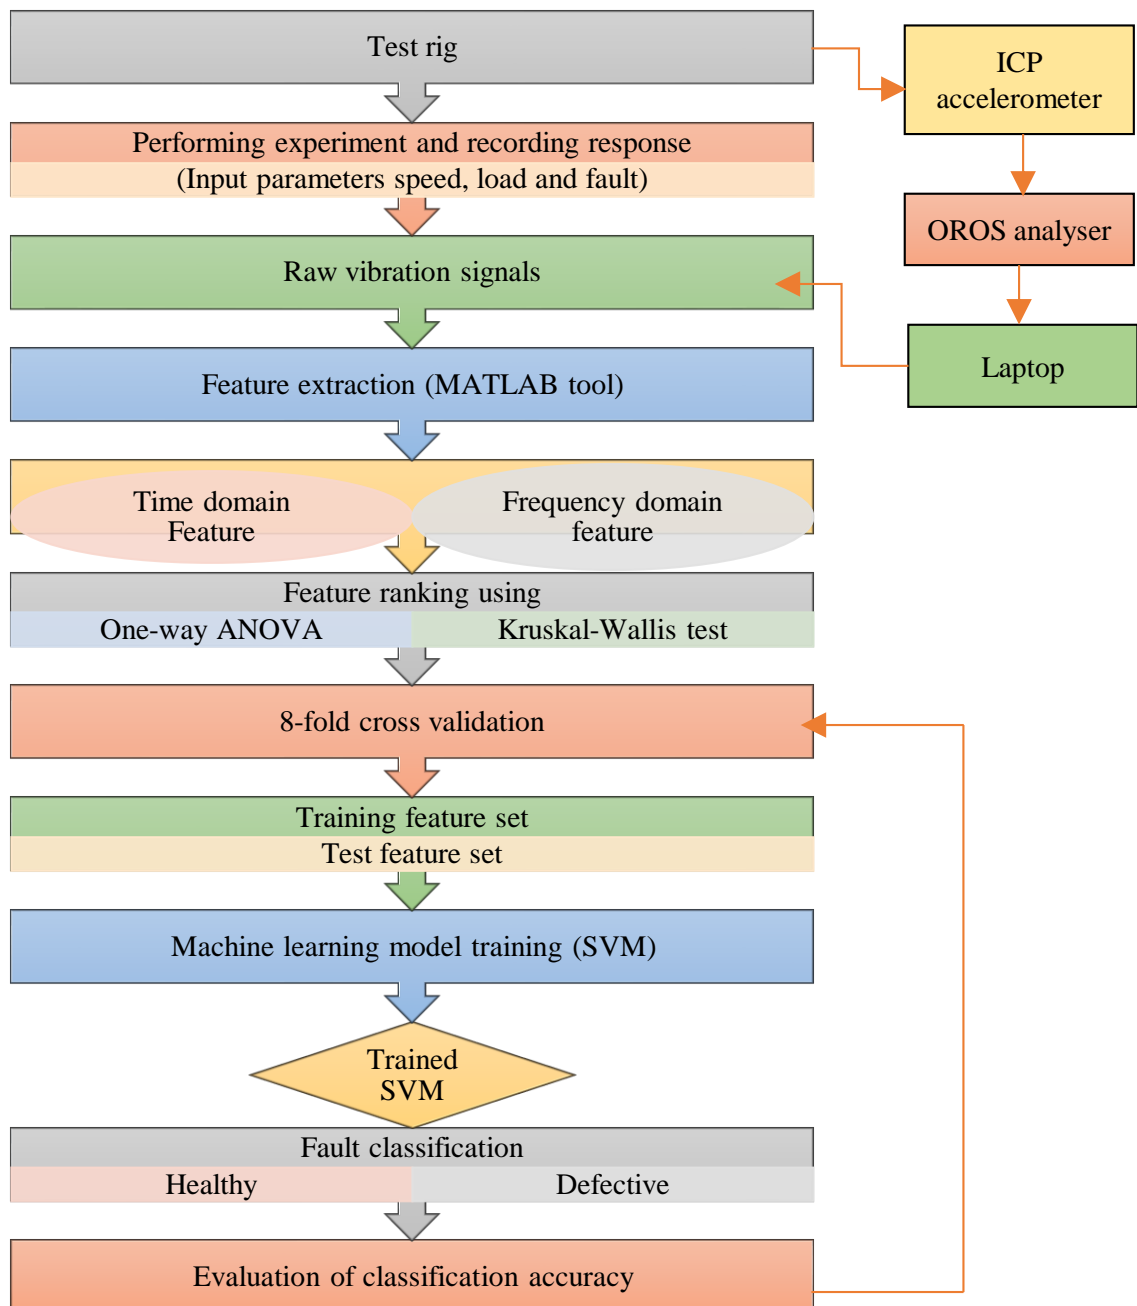 Test rig
ICP
accelerometer
Performing experiment and recording response
(Input parameters speed, load and fault)
OROS analyser
Raw vibration signals
Laptop
Feature extraction (MATLAB tool)
Time domain
Feature
Frequency domain
feature
Feature ranking using
One-way ANOVA
Kruskal-Wallis test
8-fold cross validation
Training feature set
Test feature set
Machine learning model training (SVM)
Trained
SVM
Fault classification
Healthy
Defective
Evaluation of classification accuracy